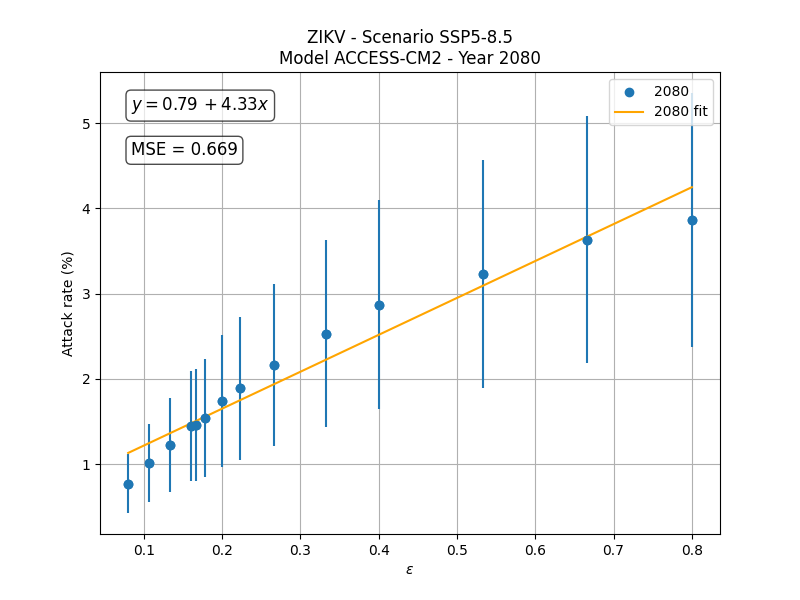 ZIKV - Scenario SSP5-8.5
Model ACCESS-CM2 - Year 2080
y = 0.79 + 4.33x
MSE = 0.669
2080
2080 fit
Attack rate (%)
5
4
3
2
1
0.1 0.2 0.3 0.4 0.5 0.6 0.7 0.8
ε